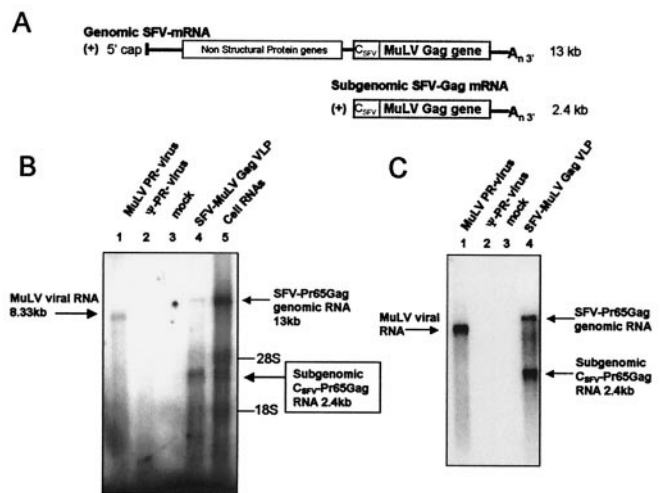 A
Genomic SFV-mRNA
(+) 5' cap Non Structural Protein genes CSFV MuLV Gag gene An 3' 13 kb
Subgenomic SFV-Gag mRNA
(+) CSFV MuLV Gag gene An 3' 2.4 kb
B
MuLV PR- virus
Ψ-PR- virus
mock
SFV-MuLV Gag VLP
Cell RNAs
1 2 3 4 5
MuLV viral RNA
8.33kb
SFV-Pr65Gag
genomic RNA
13kb
28S
Subgenomic
CSFV-Pr65Gag
RNA 2.4kb
18S
C
MuLV PR-virus
Ψ-PR-virus
mock
SFV-MuLV Gag VLP
1 2 3 4
MuLV viral
RNA
SFV-Pr65Gag
genomic RNA
Subgenomic
CSFV-Pr65Gag
RNA 2.4kb